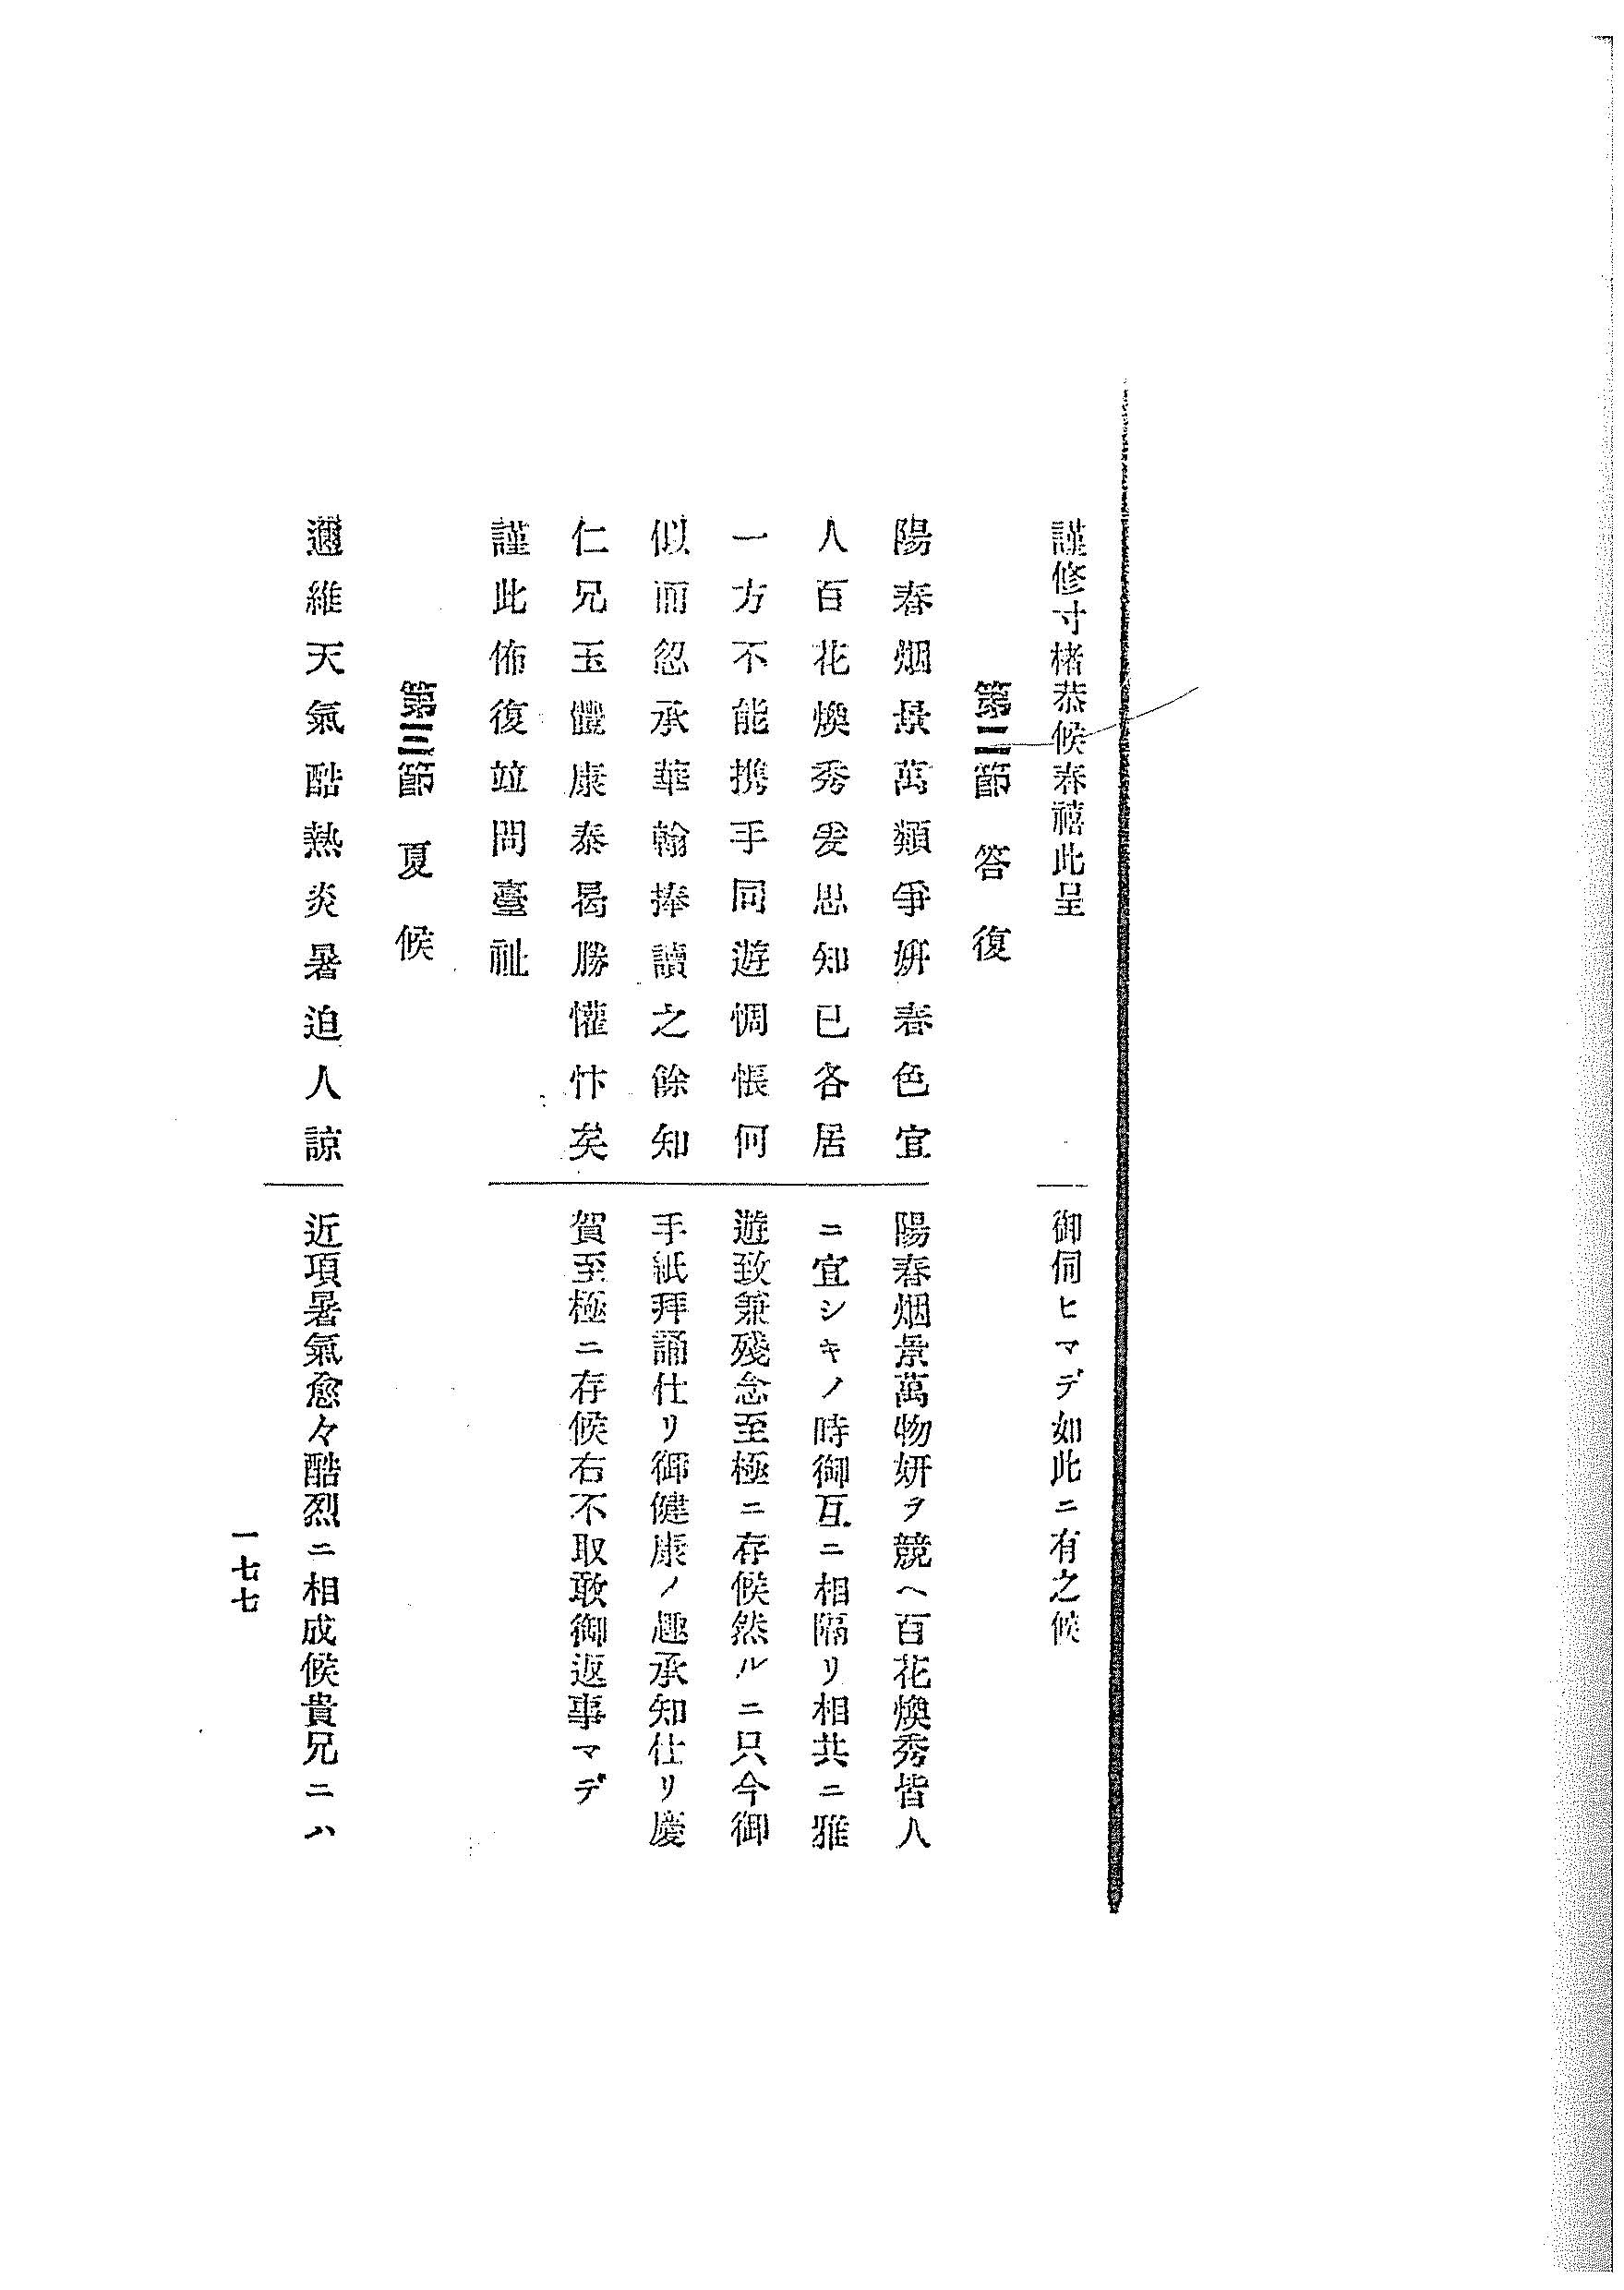 謹修寸楮恭候春禧此呈
御伺ヒマデ如此ニ有之候
第二節 答復
陽春烟景萬類爭姸春色宜
人百花煥秀爰思知己各居
一方不能携手同遊惆悵何
似而忽承華翰捧讀之餘知
仁兄玉體康泰曷勝懽忭矣
謹此佈復竝問臺祉
陽春烟景萬物姸ヲ競ヘ百花煥秀皆人
ニ宜シキノ時御互ニ相隔リ相共ニ雅
遊致兼殘念至極ニ存候然ルニ只今御
手紙拜誦仕リ御健康ノ趣承知仕リ慶
賀至極ニ存候右不取敢御返事マデ
第三節 夏候
邇維天氣酷熱炎暑迫人諒
近項暑氣愈々酷烈ニ相成候貴兄ニハ
一七七